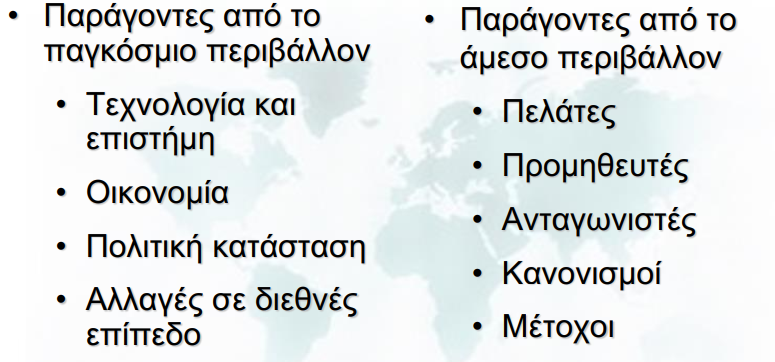 • Παράγοντες από το
παγκόσμιο περιβάλλον
• Τεχνολογία και
επιστήμη
• Οικονομία
• Πολιτική κατάσταση
• Αλλαγές σε διεθνές
επίπεδο
• Παράγοντες από το
άμεσο περιβάλλον
• Πελάτες
• Προμηθευτές
• Ανταγωνιστές
• Κανονισμοί
• Μέτοχοι